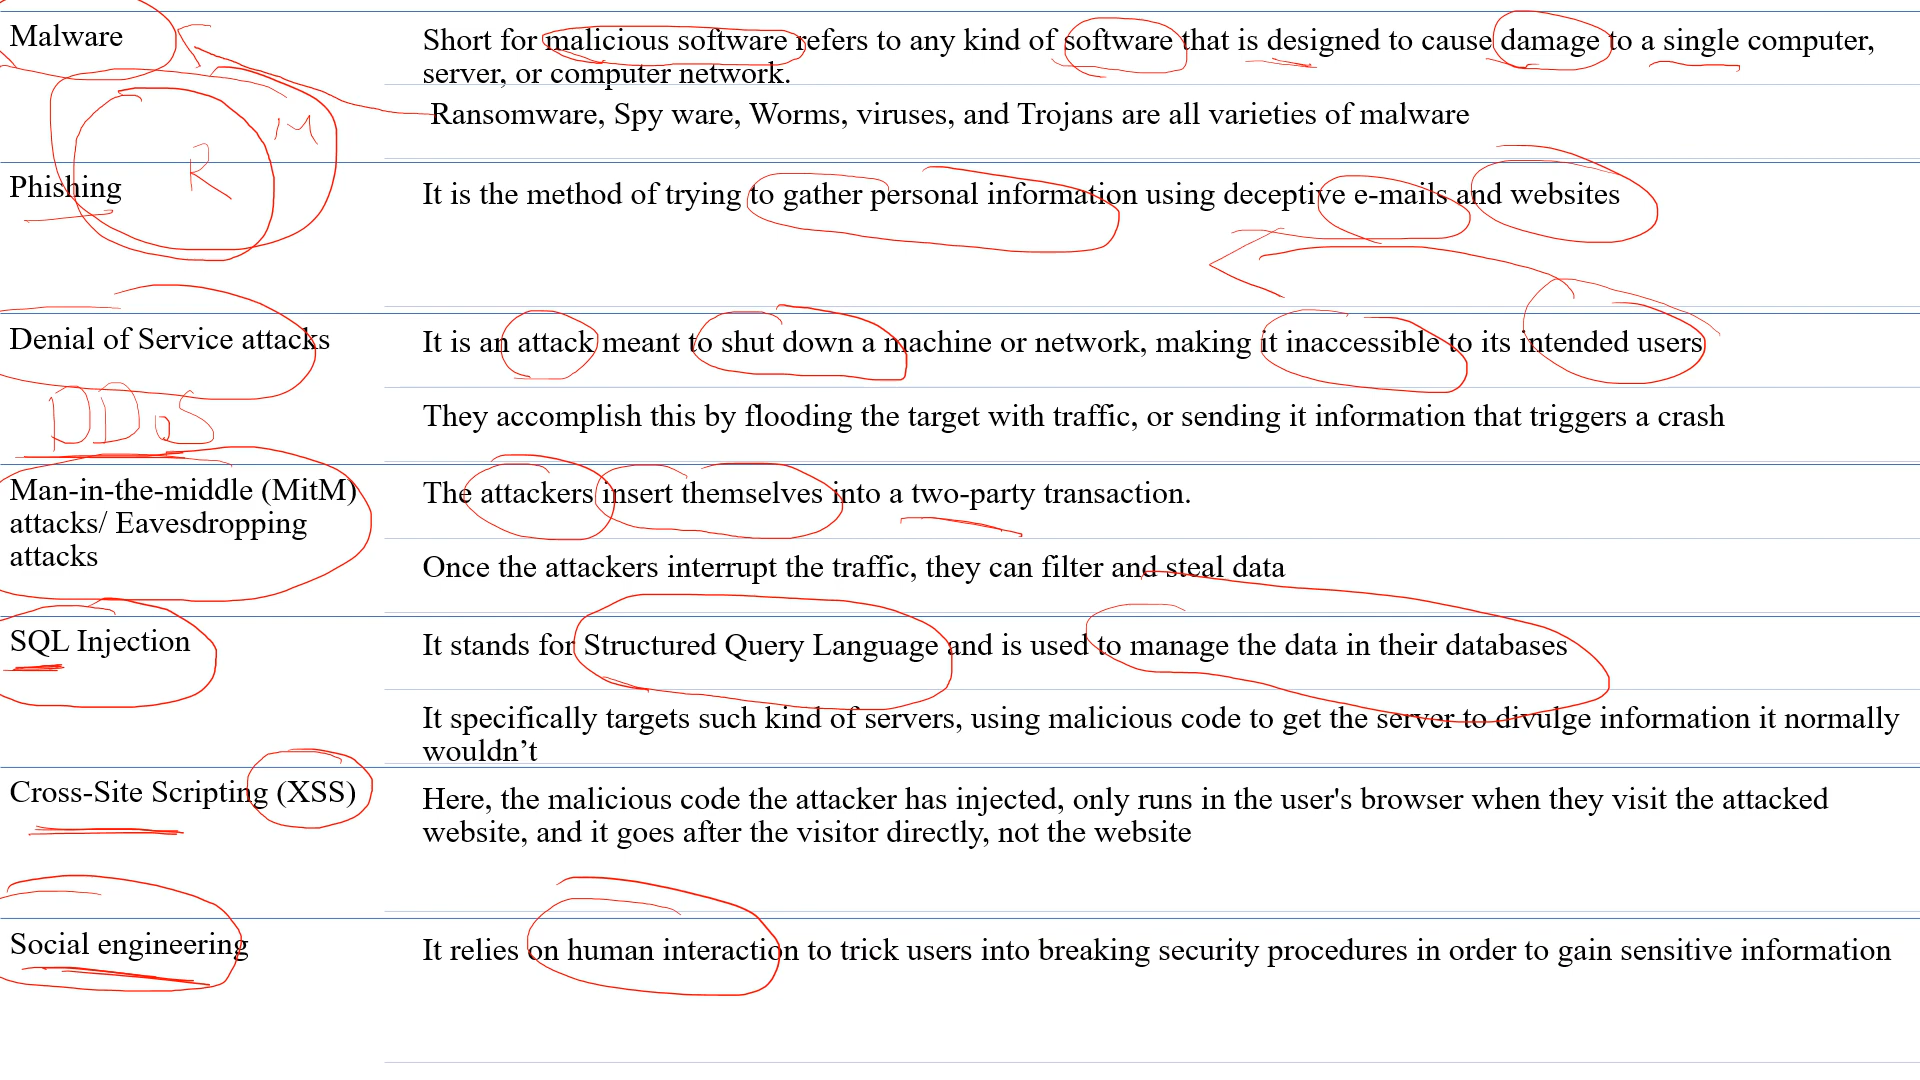 Malware
Short for malicious software refers to any kind of software that is designed to cause damage to a single computer,
server, or computer network.
Ransomware, Spy ware, Worms, viruses, and Trojans are all varieties of malware
M
R
Phishing
It is the method of trying to gather personal information using deceptive e-mails and websites
Denial of Service attacks
It is an attack meant to shut down a machine or network, making it inaccessible to its intended users
DDoS
They accomplish this by flooding the target with traffic, or sending it information that triggers a crash
Man-in-the-middle (MitM)
attacks/ Eavesdropping
attacks
The attackers insert themselves into a two-party transaction.
Once the attackers interrupt the traffic, they can filter and steal data
SQL Injection
It stands for Structured Query Language and is used to manage the data in their databases
It specifically targets such kind of servers, using malicious code to get the server to divulge information it normally
wouldn’t
Cross-Site Scripting (XSS)
Here, the malicious code the attacker has injected, only runs in the user's browser when they visit the attacked
website, and it goes after the visitor directly, not the website
Social engineering
It relies on human interaction to trick users into breaking security procedures in order to gain sensitive information